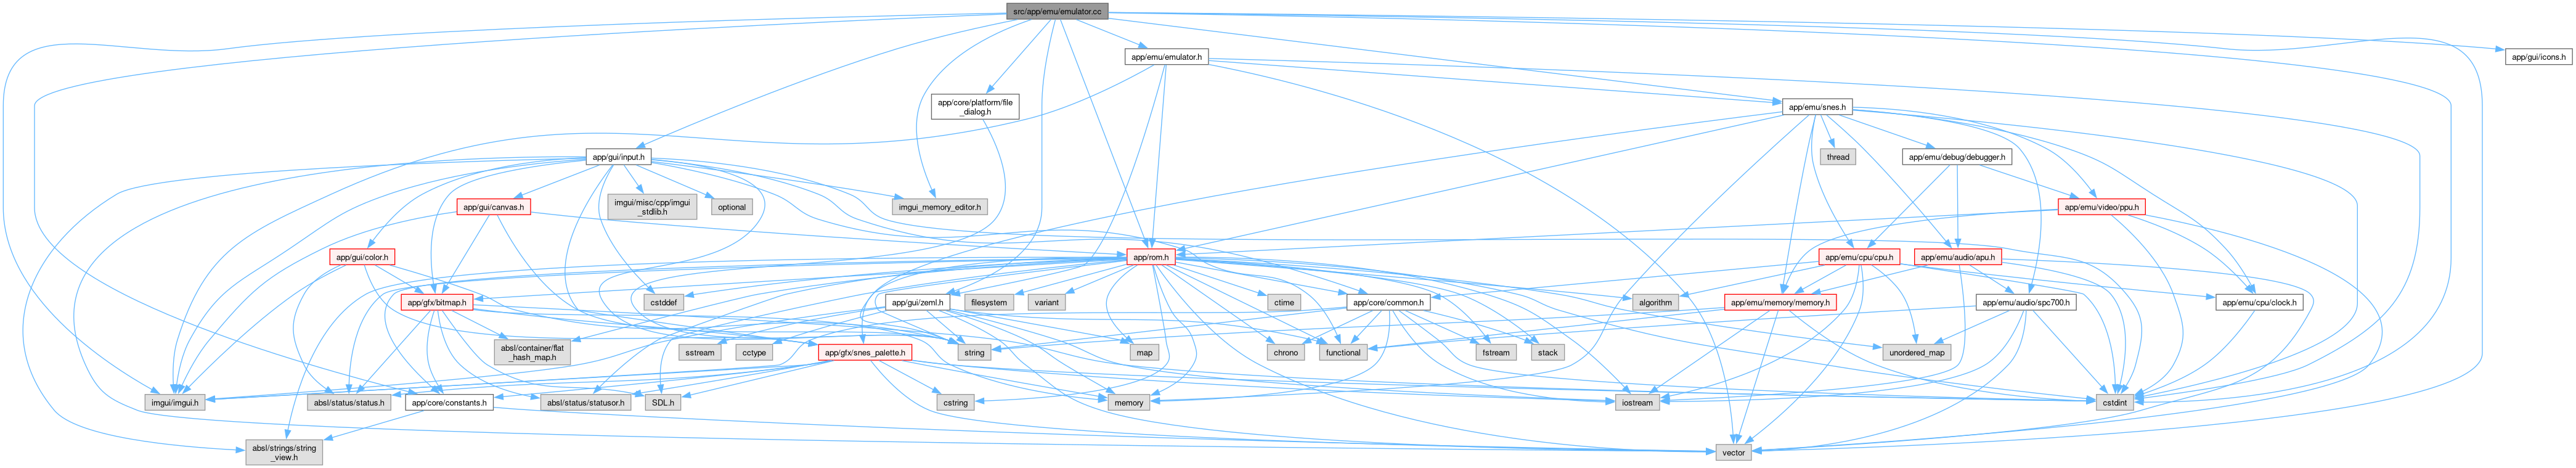 src/app/emu/emulator.cc
app/emu/emulator.h
app/gui/icons.h
app/core/platform/file
_dialog.h
app/emu/snes.h
app/gui/input.h
thread
app/emu/debug/debugger.h
app/gui/canvas.h
imgui/misc/cpp/imgui
_stdlib.h
optional
imgui_memory_editor.h
app/emu/video/ppu.h
app/gui/color.h
app/rom.h
app/emu/cpu/cpu.h
app/emu/audio/apu.h
app/gfx/bitmap.h
cstddef
app/gui/zeml.h
filesystem
variant
ctime
app/core/common.h
algorithm
app/emu/memory/memory.h
app/emu/audio/spc700.h
app/emu/cpu/clock.h
absl/container/flat
_hash_map.h
sstream
cctype
app/gfx/snes_palette.h
string
map
chrono
functional
fstream
stack
unordered_map
imgui/imgui.h
absl/status/status.h
app/core/constants.h
absl/status/statusor.h
SDL.h
cstring
memory
iostream
cstdint
absl/strings/string
_view.h
vector